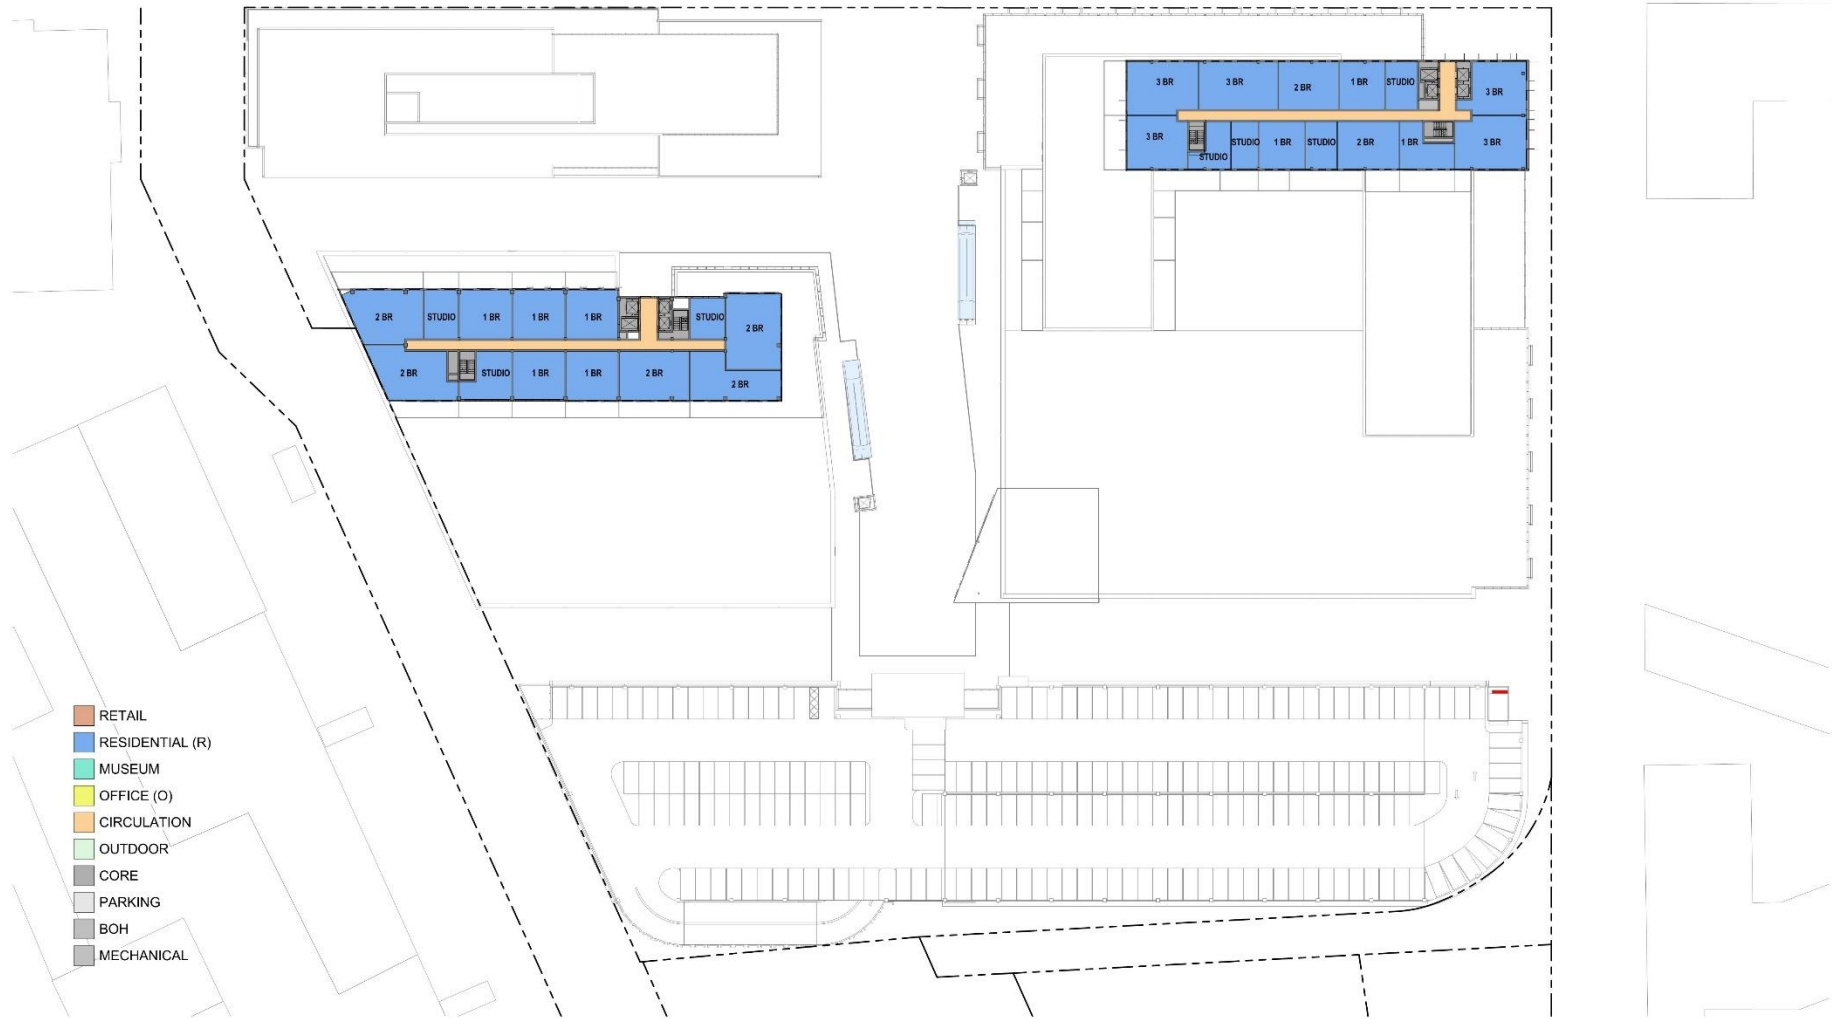 3 BR
3 BR
2 BR
1 BR
STUDIO
3 BR
3 BR
STUDIO
STUDIO
1 BR
STUDIO
2 BR
1 BR
3 BR
2 BR
STUDIO
1 BR
1 BR
1 BR
STUDIO
2 BR
2 BR
STUDIO
1 BR
1 BR
2 BR
2 BR
RETAIL
RESIDENTIAL (R)
MUSEUM
OFFICE (O)
CIRCULATION
OUTDOOR
CORE
PARKING
BOH
MECHANICAL